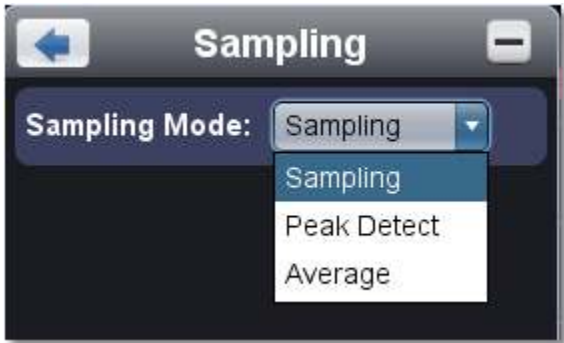 Sampling
Sampling Mode: Sampling
Sampling
Peak Detect
Average